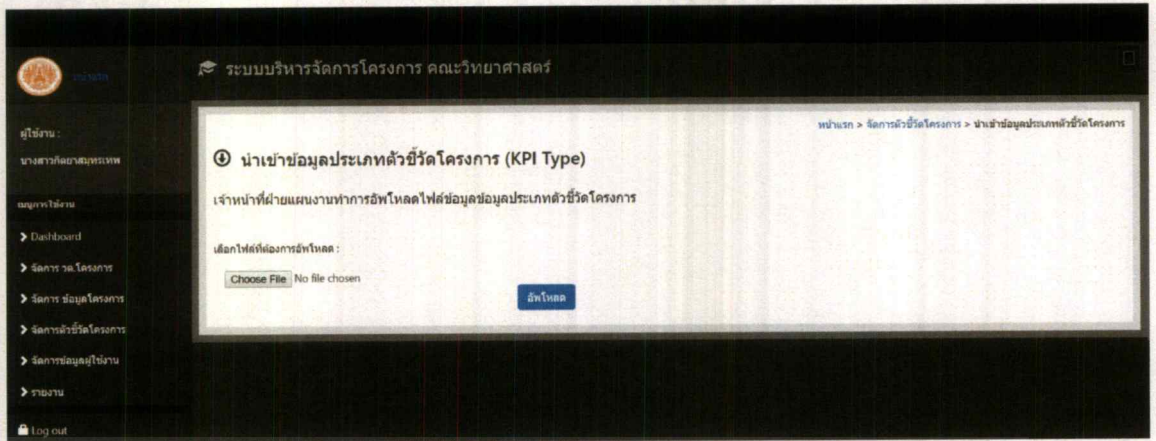 หน้าแรก
ระบบบริหารจัดการโครงการ คณะวิทยาศาสตร์
ผู้ใช้งาน :
นางสาวกิตยาสมุทรเทพ
เมนูการใช้งาน
Dashboard
จัดการ วด.โครงการ
จัดการ ข้อมูลโครงการ
จัดการตัวชี้วัดโครงการ
จัดการข้อมูลผู้ใช้งาน
รายงาน
Log out
หน้าแรก > จัดการตัวชี้วัดโครงการ > นำเข้าข้อมูลประเภทตัวชี้วัดโครงการ
นำเข้าข้อมูลประเภทตัวชี้วัดโครงการ (KPI Type)
เจ้าหน้าที่ฝ่ายแผนงานทำการอัพโหลดไฟล์ข้อมูลข้อมูลประเภทตัวชี้วัดโครงการ
เลือกไฟล์ที่ต้องการอัพโหลด :
Choose File No file chosen
อัพโหลด